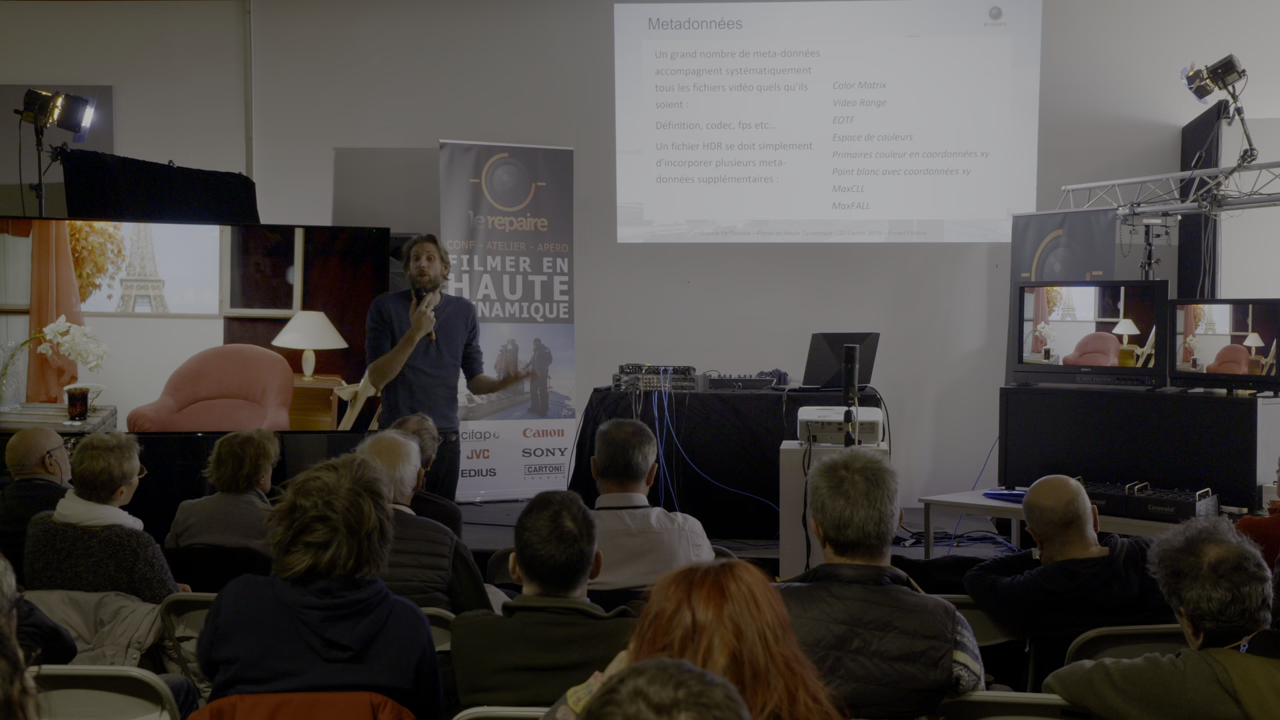 Metadonnées
Un grand nombre de meta-données
accompagnent systématiquement
tous les fichiers vidéo quels qu'ils
soient :
Définition, codec, fps etc...
Un fichier HDR se doit simplement
d'incorporer plusieurs meta-
données supplémentaires :
Color Matrix
Video Range
EOTF
Espace de couleurs
Primaires couleur en coordonnées xy
Point blanc avec coordonnées xy
MaxCLL
MaxFALL
le repaire
CONF - ATELIER - APERO
FILMER EN
HAUTE
NAMIQUE
cifap
Canon
JVC
SONY
EDIUS
CARTONI